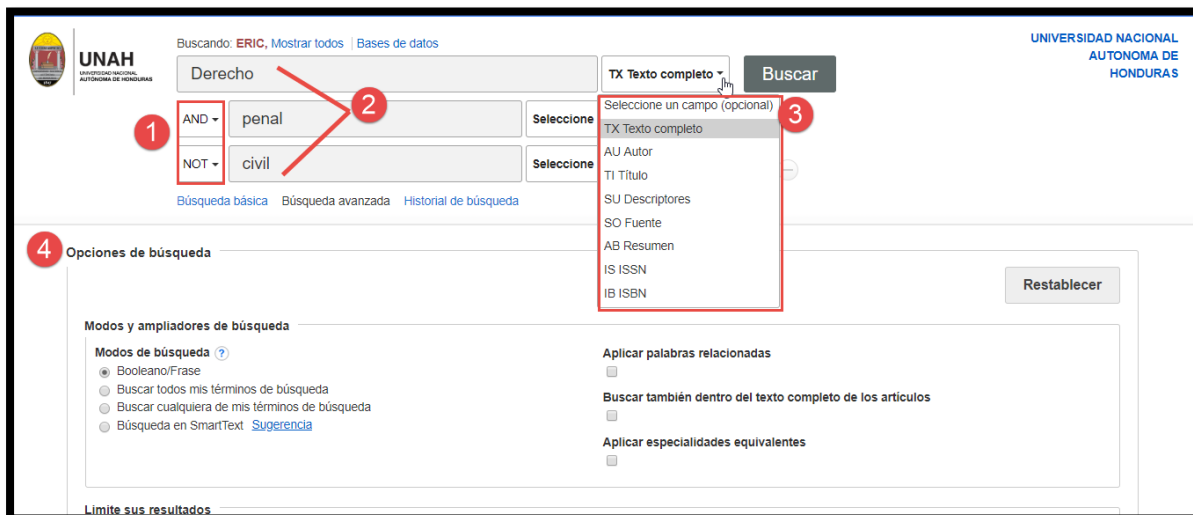 UNAH
UNIVERSIDAD NACIONAL
AUTÓNOMA DE HONDURAS
Buscando: ERIC, Mostrar todos | Bases de datos
UNIVERSIDAD NACIONAL
AUTONOMA DE
HONDURAS
Derecho
TX Texto completo
Buscar
1
AND
penal
2
Seleccione
NOT
civil
Seleccione
3
Seleccione un campo (opcional)
TX Texto completo
AU Autor
TI Título
SU Descriptores
SO Fuente
AB Resumen
IS ISSN
IB ISBN
Búsqueda básica Búsqueda avanzada Historial de búsqueda
4
Opciones de búsqueda
Restablecer
Modos y ampliadores de búsqueda
Modos de búsqueda ?
Booleano/Frase
Buscar todos mis términos de búsqueda
Buscar cualquiera de mis términos de búsqueda
Búsqueda en SmartText Sugerencia
Aplicar palabras relacionadas
Buscar también dentro del texto completo de los artículos
Aplicar especialidades equivalentes
Limite sus resultados